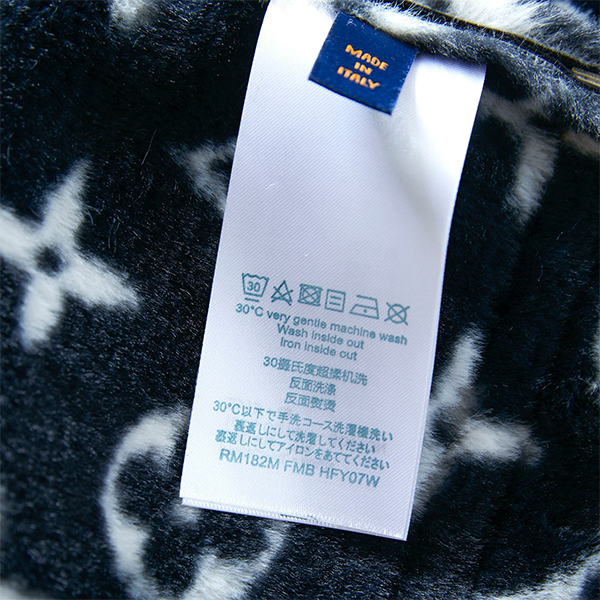 MADE
IN
ITALY
30
30°C very gentle machine wash
Wash inside out
Iron inside out
30摄氏度超揉机洗
反面洗涤
反面熨烫
30℃以下で手洗コース洗濯機洗い
裏返しにして洗濯してください
裏返しにしてアイロンをあててください
RM182M FMB HFY07W